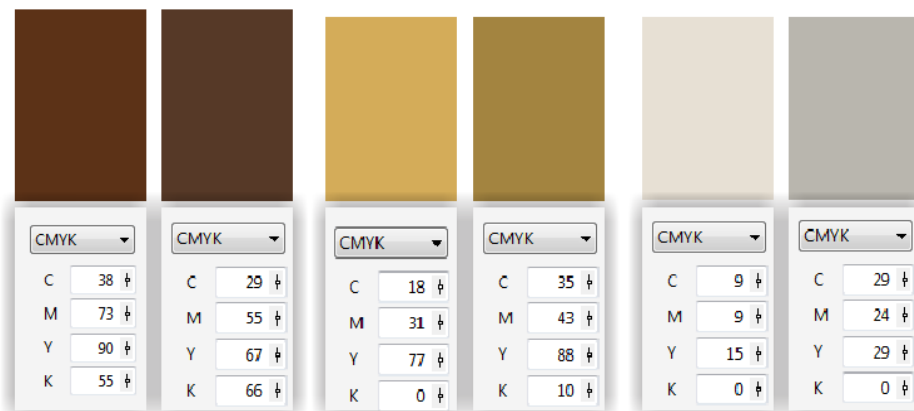 CMYK
C 38
M 73
Y 90
K 55
CMYK
C 29
M 55
Y 67
K 66
CMYK
C 18
M 31
Y 77
K 0
CMYK
C 35
M 43
Y 88
K 10
CMYK
C 9
M 9
Y 15
K 0
CMYK
C 29
M 24
Y 29
K 0